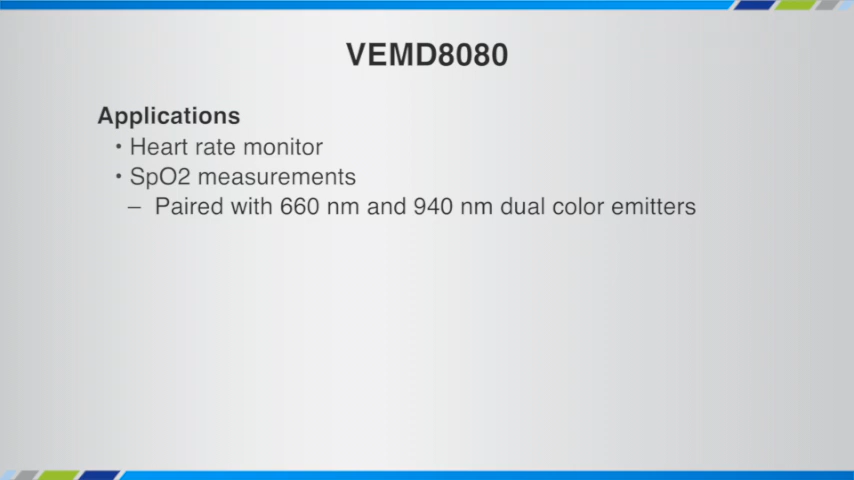 VEMD8080
Applications
• Heart rate monitor
• SpO2 measurements
– Paired with 660 nm and 940 nm dual color emitters